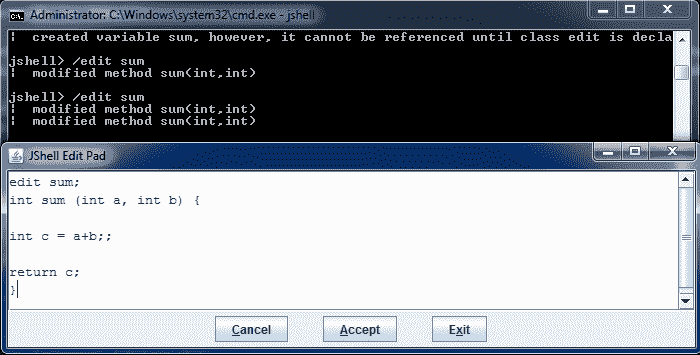 Administrator: C:\Windows\system32\cmd.exe - jshell
| created variable sum, however, it cannot be referenced until class edit is decla
jshell> /edit sum
| modified method sum(int,int)
jshell> /edit sum
| modified method sum(int,int)
| modified method sum(int,int)
JShell Edit Pad
edit sum;
int sum (int a, int b) {
int c = a+b;;
return c;
}
Cancel Accept Exit